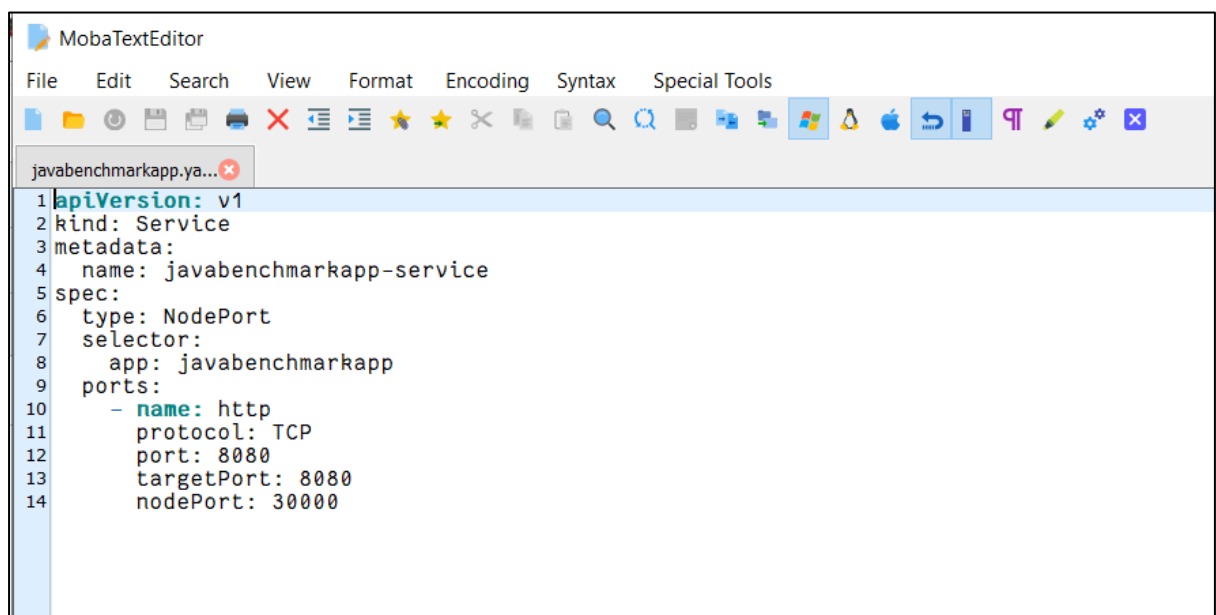 MobaTextEditor
File Edit Search View Format Encoding Syntax Special Tools
javabenchmarkapp.ya...
1 apiVersion: v1
2 kind: Service
3 metadata:
4   name: javabenchmarkapp-service
5 spec:
6   type: NodePort
7   selector:
8     app: javabenchmarkapp
9   ports:
10     - name: http
11       protocol: TCP
12       port: 8080
13       targetPort: 8080
14       nodePort: 30000